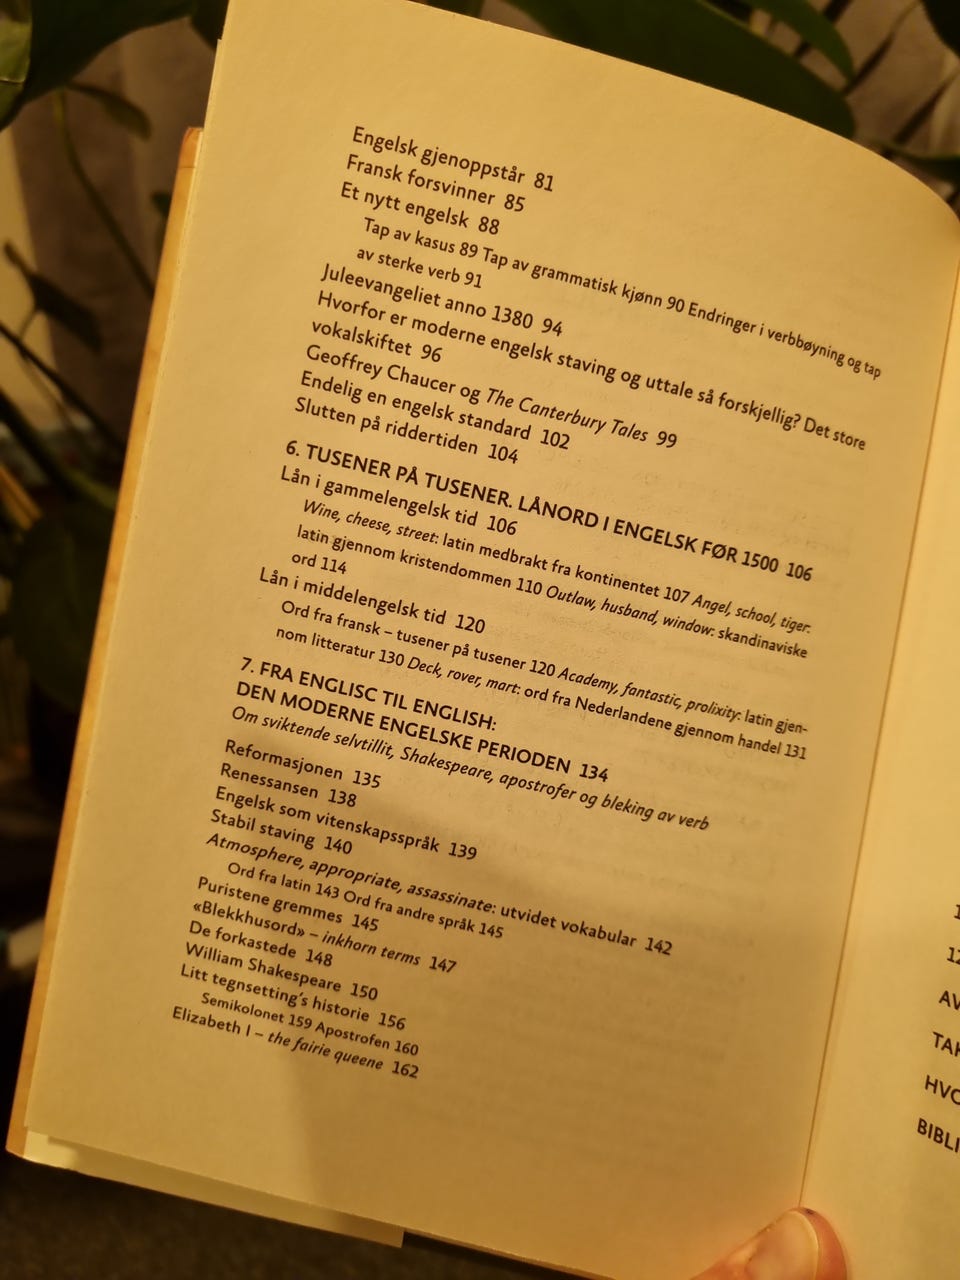 Engelsk gjenoppstår 81
Fransk forsvinner 85
Et nytt engelsk 88
Tap av kasus 89 Tap av grammatisk kjønn 90 Endringer i verbbøyning og tap
av sterke verb 91
Juleevangeliet anno 1380 94
Hvorfor er moderne engelsk staving og uttale så forskjellig? Det store
vokalskiftet 96
Geoffrey Chaucer og The Canterbury Tales 99
Endelig en engelsk standard 102
Slutten på riddertiden 104
6. TUSENER PÅ TUSENER. LÅNORD I ENGELSK FØR 1500 106
Lån i gammelengelsk tid 106
Wine, cheese, street: latin medbrakt fra kontinentet 107 Angel, school, tiger:
latin gjennom kristendommen 110 Outlaw, husband, window: skandinaviske
ord 114
Lån i middelengelsk tid 120
Ord fra fransk – tusener på tusener 120 Academy, fantastic, prolixity: latin gjen-
nom litteratur 130 Deck, rover, mart: ord fra Nederlandene gjennom handel 131
7. FRA ENGLISC TIL ENGLISH:
DEN MODERNE ENGELSKE PERIODEN 134
Om sviktende selvtillit, Shakespeare, apostrofer og bleking av verb
Reformasjonen 135
Renessansen 138
Engelsk som vitenskapsspråk 139
Stabil staving 140
Atmosphere, appropriate, assassinate: utvidet vokabular 142
Ord fra latin 143 Ord fra andre språk 145
Puristene gremmes 145
«Blekkhusord» – inkhorn terms 147
De forkastede 148
William Shakespeare 150
Litt tegnsetting's historie 156
Semikolonet 159 Apostrofen 160
Elizabeth I – the fairie queene 162
1
12
AV
TAK
HVO
BIBLI